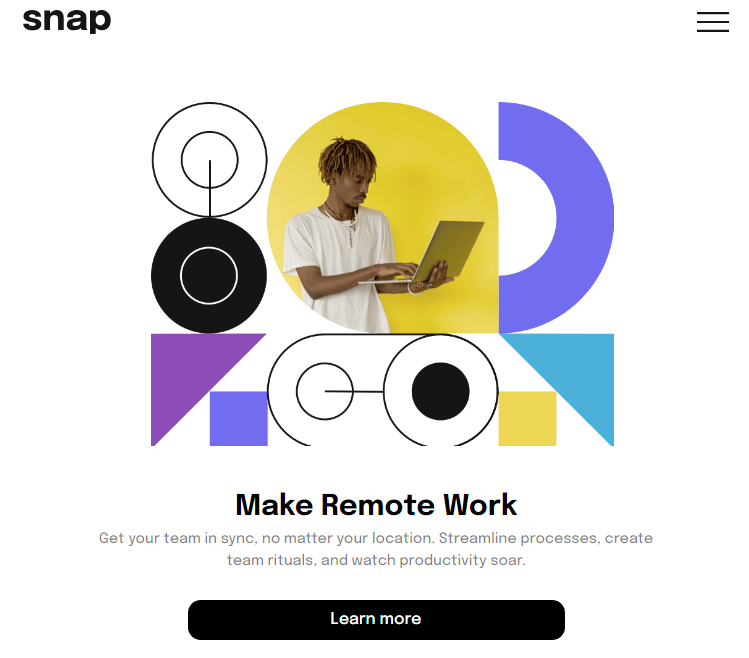 snap
Make Remote Work
Get your team in sync, no matter your location. Streamline processes, create
team rituals, and watch productivity soar.
Learn more